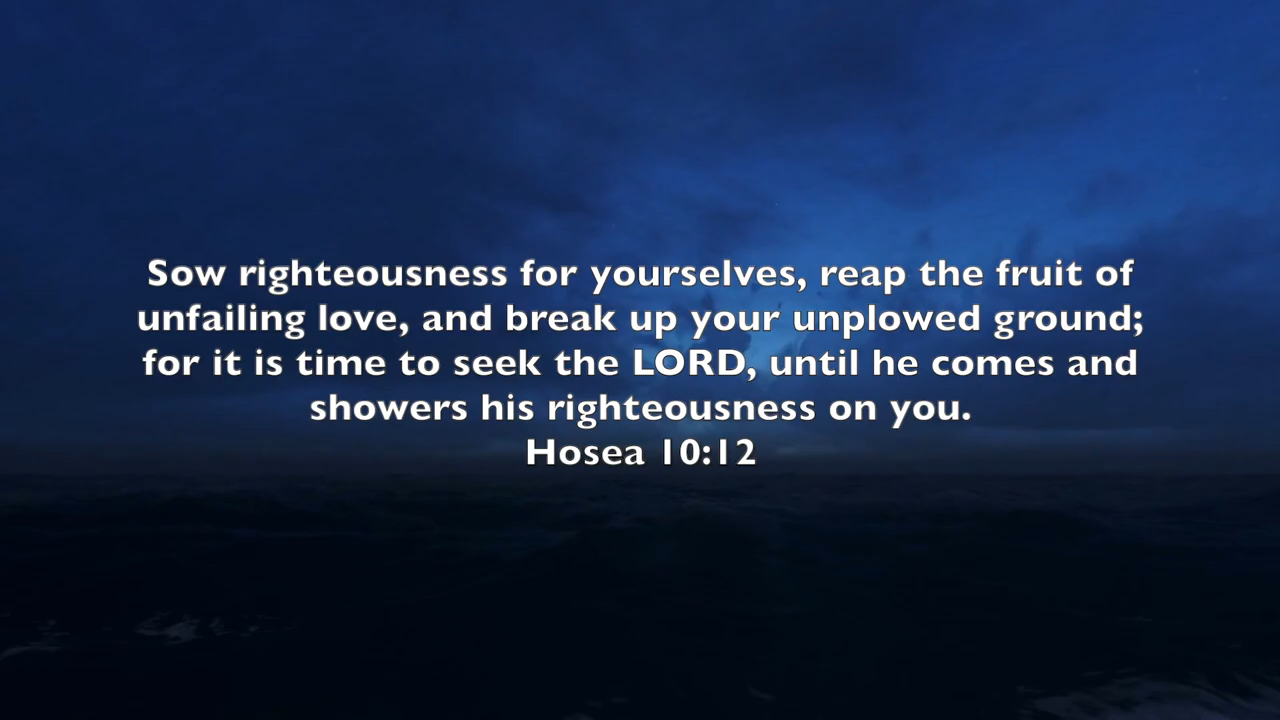 Sow righteousness for yourselves, reap the fruit of
unfailing love, and break up your unplowed ground;
for it is time to seek the LORD, until he comes and
showers his righteousness on you.
Hosea 10:12